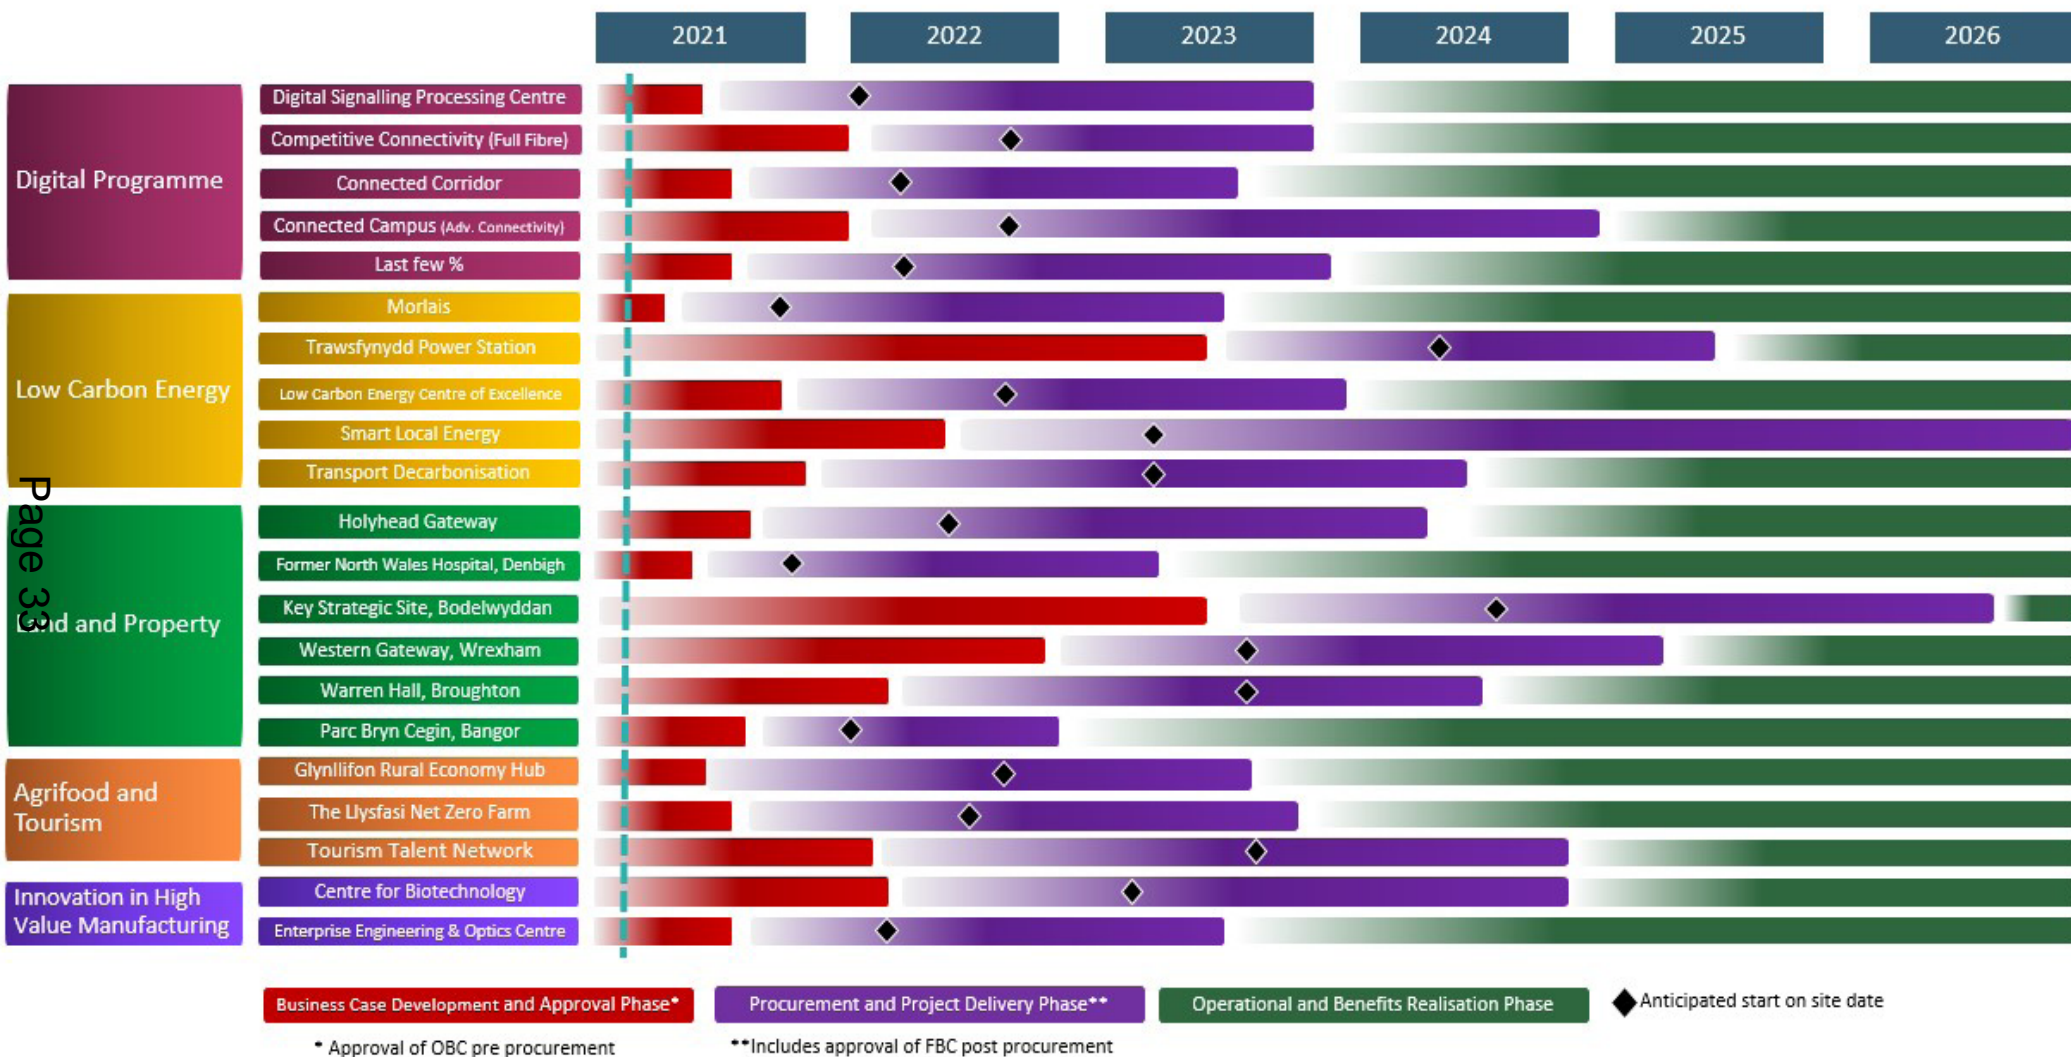 2021 2022 2023 2024 2025 2026
Digital Programme
Digital Signalling Processing Centre
Competitive Connectivity (Full Fibre)
Connected Corridor
Connected Campus (Adv. Connectivity)
Last few %
Low Carbon Energy
Morlais
Trawsfynydd Power Station
Low Carbon Energy Centre of Excellence
Smart Local Energy
Transport Decarbonisation
Page 33
Land and Property
Holyhead Gateway
Former North Wales Hospital, Denbigh
Key Strategic Site, Bodelwyddan
Western Gateway, Wrexham
Warren Hall, Broughton
Parc Bryn Cegin, Bangor
Agrifood and
Tourism
Glynllifon Rural Economy Hub
The Llysfasi Net Zero Farm
Tourism Talent Network
Innovation in High
Value Manufacturing
Centre for Biotechnology
Enterprise Engineering & Optics Centre
Business Case Development and Approval Phase*
Procurement and Project Delivery Phase**
Operational and Benefits Realisation Phase
Anticipated start on site date
* Approval of OBC pre procurement
**Includes approval of FBC post procurement